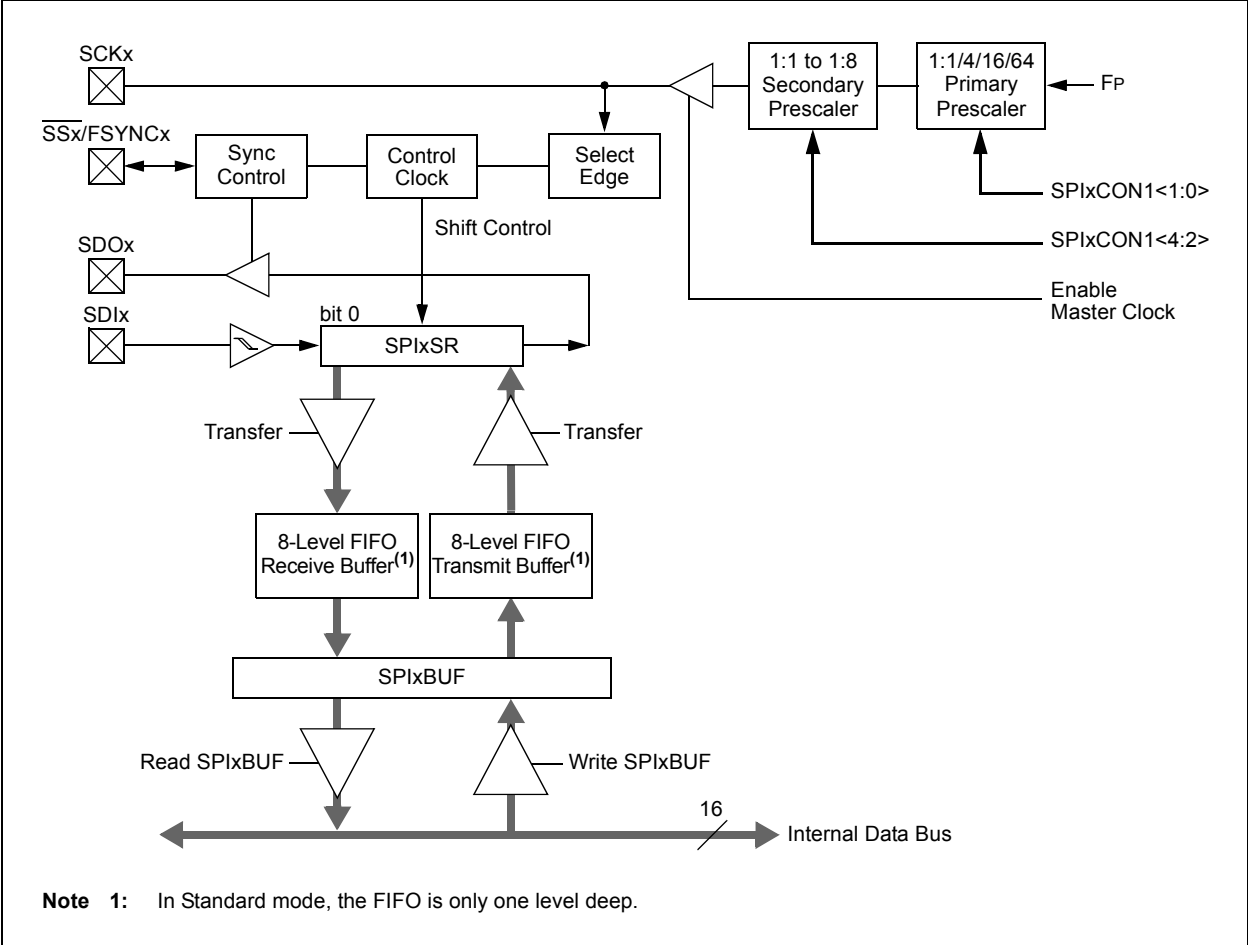 SCKx
1:1 to 1:8
Secondary
Prescaler
1:1/4/16/64
Primary
Prescaler
FP
SSx/FSYNCx
Sync
Control
Control
Clock
Select
Edge
SPIxCON1<1:0>
Shift Control
SPIxCON1<4:2>
SDOx
Enable
Master Clock
SDIx
bit 0
SPIxSR
Transfer
Transfer
8-Level FIFO
Receive Buffer(1)
8-Level FIFO
Transmit Buffer(1)
SPIxBUF
Read SPIxBUF
Write SPIxBUF
16
Internal Data Bus
Note 1: In Standard mode, the FIFO is only one level deep.